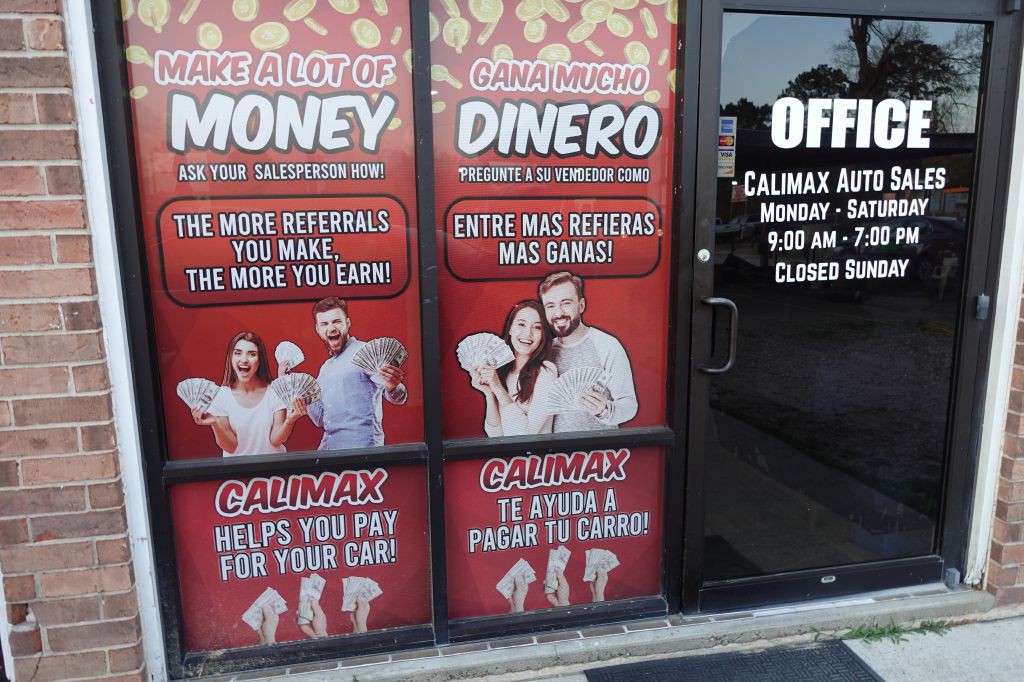 MAKE A LOT OF
MONEY
ASK YOUR SALESPERSON HOW!
THE MORE REFERRALS
YOU MAKE,
THE MORE YOU EARN!
CALIMAX
HELPS YOU PAY
FOR YOUR CAR!
GANA MUCHO
DINERO
PREGUNTE A SU VENDEDOR COMO
ENTRE MAS REFIERAS
MAS GANAS!
CALIMAX
TE AYUDA A
PAGAR TU CARRO!
VISA
OFFICE
CALIMAX AUTO SALES
MONDAY - SATURDAY
9:00 AM - 7:00 PM
CLOSED SUNDAY